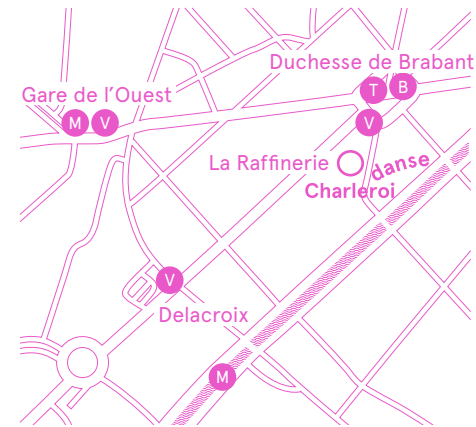 Duchesse de Brabant
T B
Gare de l'Ouest
M V
V
La Raffinerie
danse
Charleroi
V
Delacroix
M